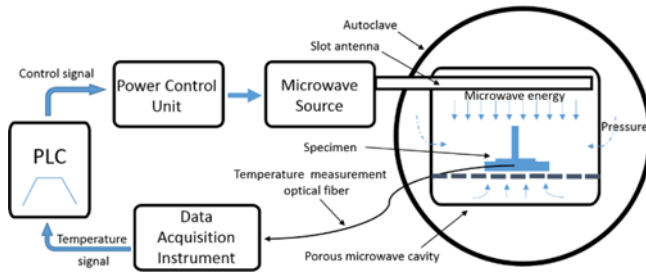 Autoclave
Slot antenna
Control signal
Power Control
Unit
Microwave
Source
Microwave energy
Pressure
PLC
Specimen
Temperature measurement
optical fiber
Data
Acquisition
Instrument
Temperature
signal
Porous microwave cavity